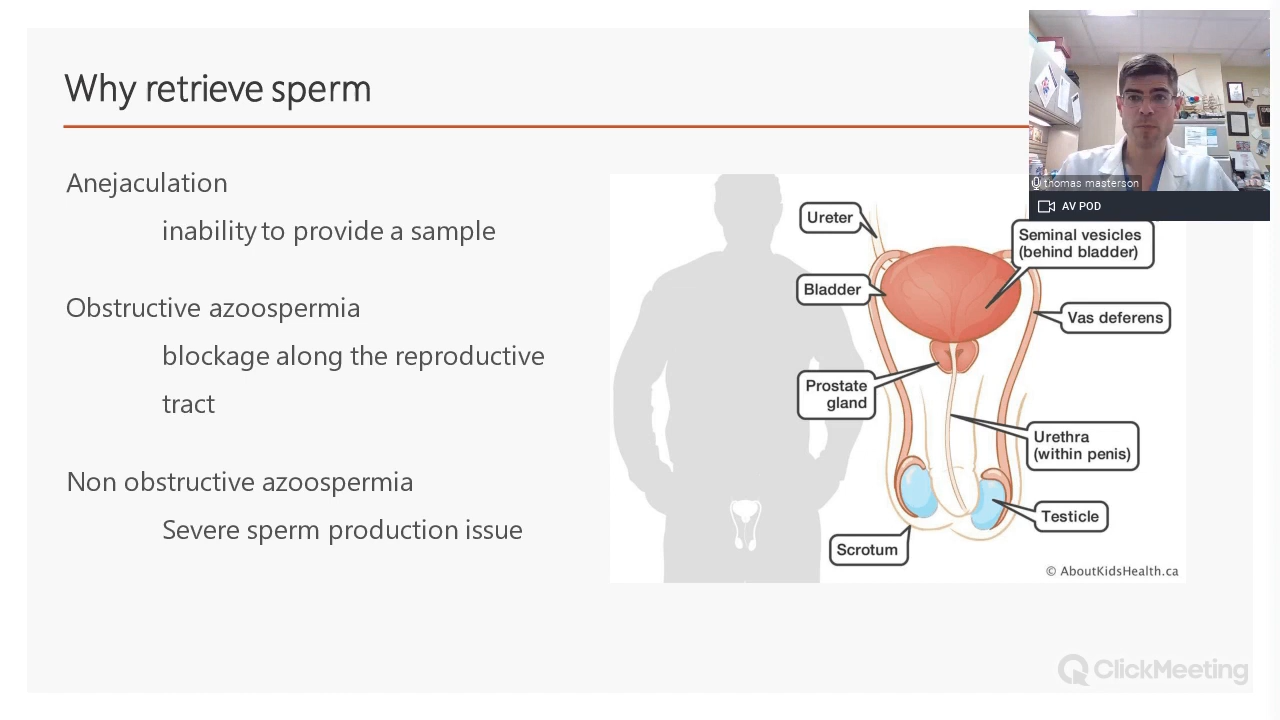 Why retrieve sperm
Anejaculation
inability to provide a sample
Obstructive azoospermia
blockage along the reproductive
tract
Non obstructive azoospermia
Severe sperm production issue
Ureter
Seminal vesicles
(behind bladder)
Bladder
Vas deferens
Prostate
gland
Urethra
(within penis)
Testicle
Scrotum
© AboutKidsHealth.ca
thomas masterson
AV POD
ClickMeeting